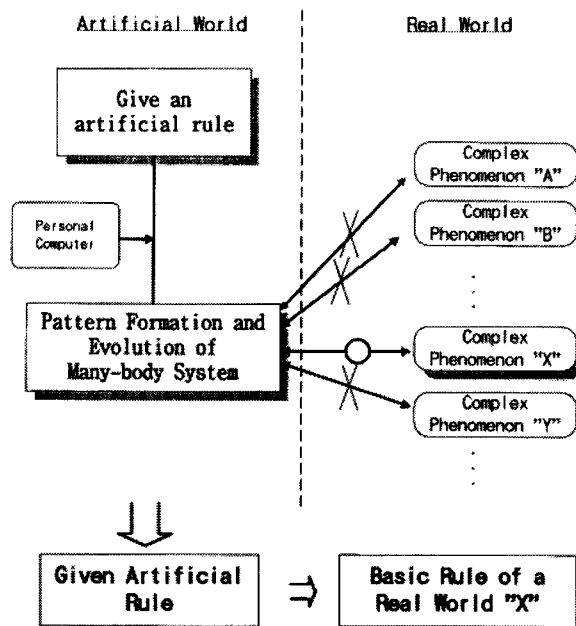 Artificial World
Real World
Give an
artificial rule
Complex
Phenomenon "A"
Personal
Computer
Complex
Phenomenon "B"
Pattern Formation and
Evolution of
Many-body System
Complex
Phenomenon "X"
Complex
Phenomenon "Y"
Given Artificial
Rule
Basic Rule of a
Real World "X"